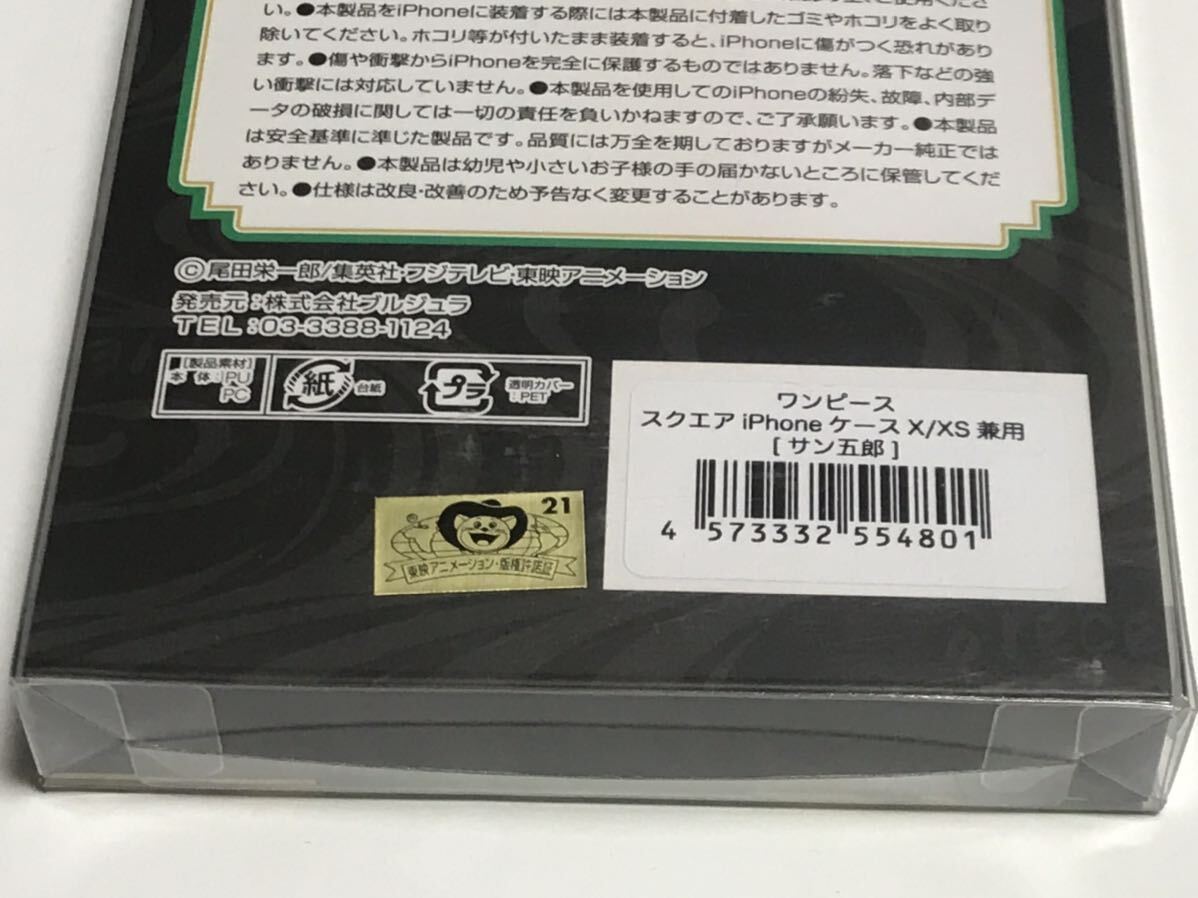 い。●本製品をiPhoneに装着する際には本製品に付着したゴミやホコリをよく取り
除いてください。ホコリ等が付いたまま装着すると、iPhoneに傷がつく恐れがあり
ます。●傷や衝撃からiPhoneを完全に保護するものではありません。落下などの強
い衝撃には対応していません。●本製品を使用してのiPhoneの紛失、故障、内部デ
ータの破損に関しては一切の責任を負いかねますので、ご了承願います。●本製品
は安全基準に準じた製品です。品質には万全を期しておりますがメーカー純正では
ありません。●本製品は幼児や小さいお子様の手の届かないところに保管してくだ
さい。●仕様は改良・改善のため予告なく変更することがあります。
©尾田栄一郎/集英社・フジテレビ・東映アニメーション
発売元:株式会社ブルジュラ
TEL:03-3388-1124
[製品素材]
本体:PU
PC
紙
台紙
プラ
透明カバー
:PET
ワンピース
スクエア iPhone ケース X/XS 兼用
[ サン五郎 ]
4 573332 554801
21
東映アニメーション・版権許諾証